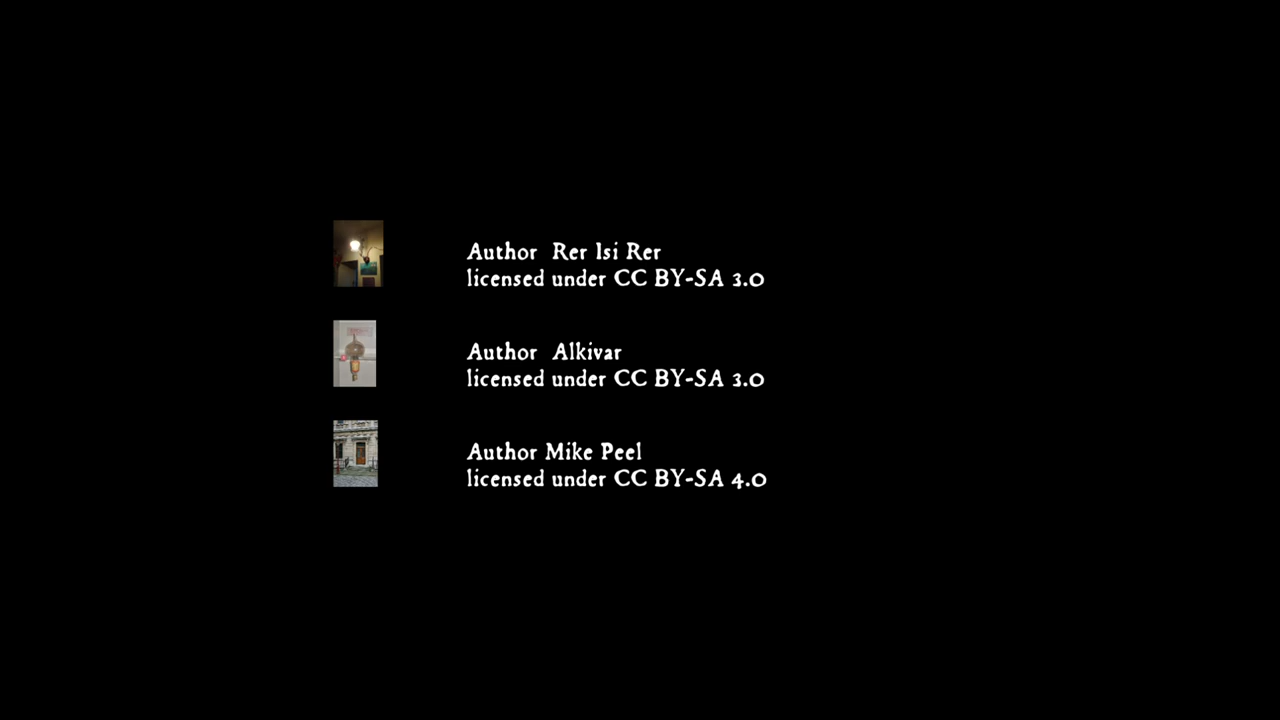 Author Rer Isi Rer
licensed under CC BY-SA 3.0
Author Alkivar
licensed under CC BY-SA 3.0
Author Mike Peel
licensed under CC BY-SA 4.0